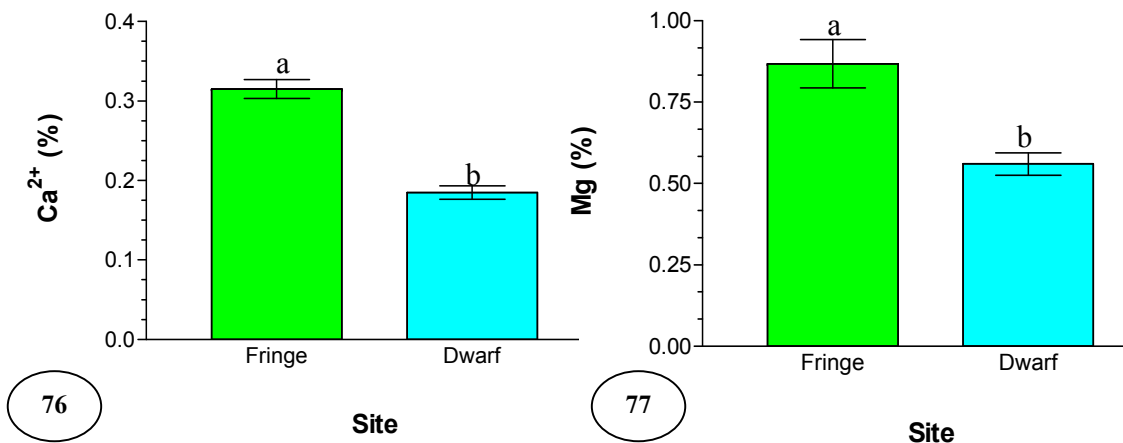 0.4
0.3
0.2
0.1
0.0
Ca2+ (%)
a
b
Fringe
Dwarf
Site
76
1.00
0.75
0.50
0.25
0.00
Mg (%)
a
b
Fringe
Dwarf
Site
77